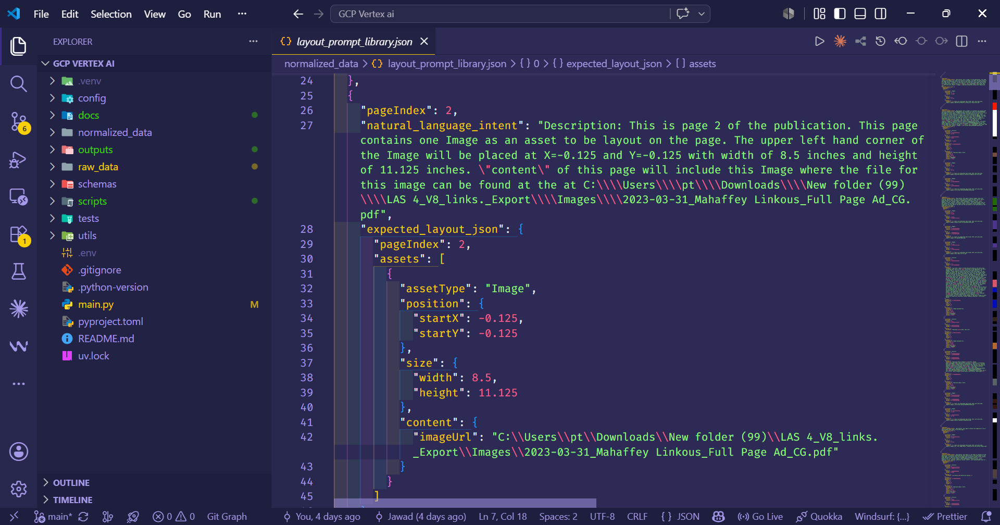 File Edit Selection View Go Run ···
GCP Vertex ai
EXPLORER ···
GCP VERTEX AI
.venv
config
docs
normalized_data
outputs
raw_data
schemas
scripts
tests
utils
.env
.gitignore
.python-version
main.py M
pyproject.toml
README.md
uv.lock
OUTLINE
TIMELINE
6
1
layout_prompt_library.json
normalized_data > {} layout_prompt_library.json > {} 0 > {} expected_layout_json > [] assets
24 },
25 {
26 "pageIndex": 2,
27 "natural_language_intent": "Description: This is page 2 of the publication. This page
contains one Image as an asset to be layout on the page. The upper left hand corner of
the Image will be placed at X=-0.125 and Y=-0.125 with width of 8.5 inches and height
of 11.125 inches. \"content\" of this page will include this Image where the file for
this image can be found at the at C:\\\\Users\\\\pt\\\\Downloads\\\\New folder (99)
\\\\LAS 4_V8_links._Export\\\\Images\\\\2023-03-31_Mahaffey Linkous_Full Page Ad_CG.
pdf",
28 "expected_layout_json": {
29 "pageIndex": 2,
30 "assets": [
31 {
32 "assetType": "Image",
33 "position": {
34 "startX": -0.125,
35 "startY": -0.125
36 },
37 "size": {
38 "width": 8.5,
39 "height": 11.125
40 },
41 "content": {
42 "imageUrl": "C:\\Users\\pt\\Downloads\\New folder (99)\\LAS 4_V8_links.
_Export\\Images\\2023-03-31_Mahaffey Linkous_Full Page Ad_CG.pdf"
43 }
44 }
45 ]
main* 0 0 Git Graph You, 4 days ago Jawad (4 days ago) Ln 7, Col 18 Spaces: 2 UTF-8 CRLF {} JSON Go Live Quokka Windsurf: {...} Prettier